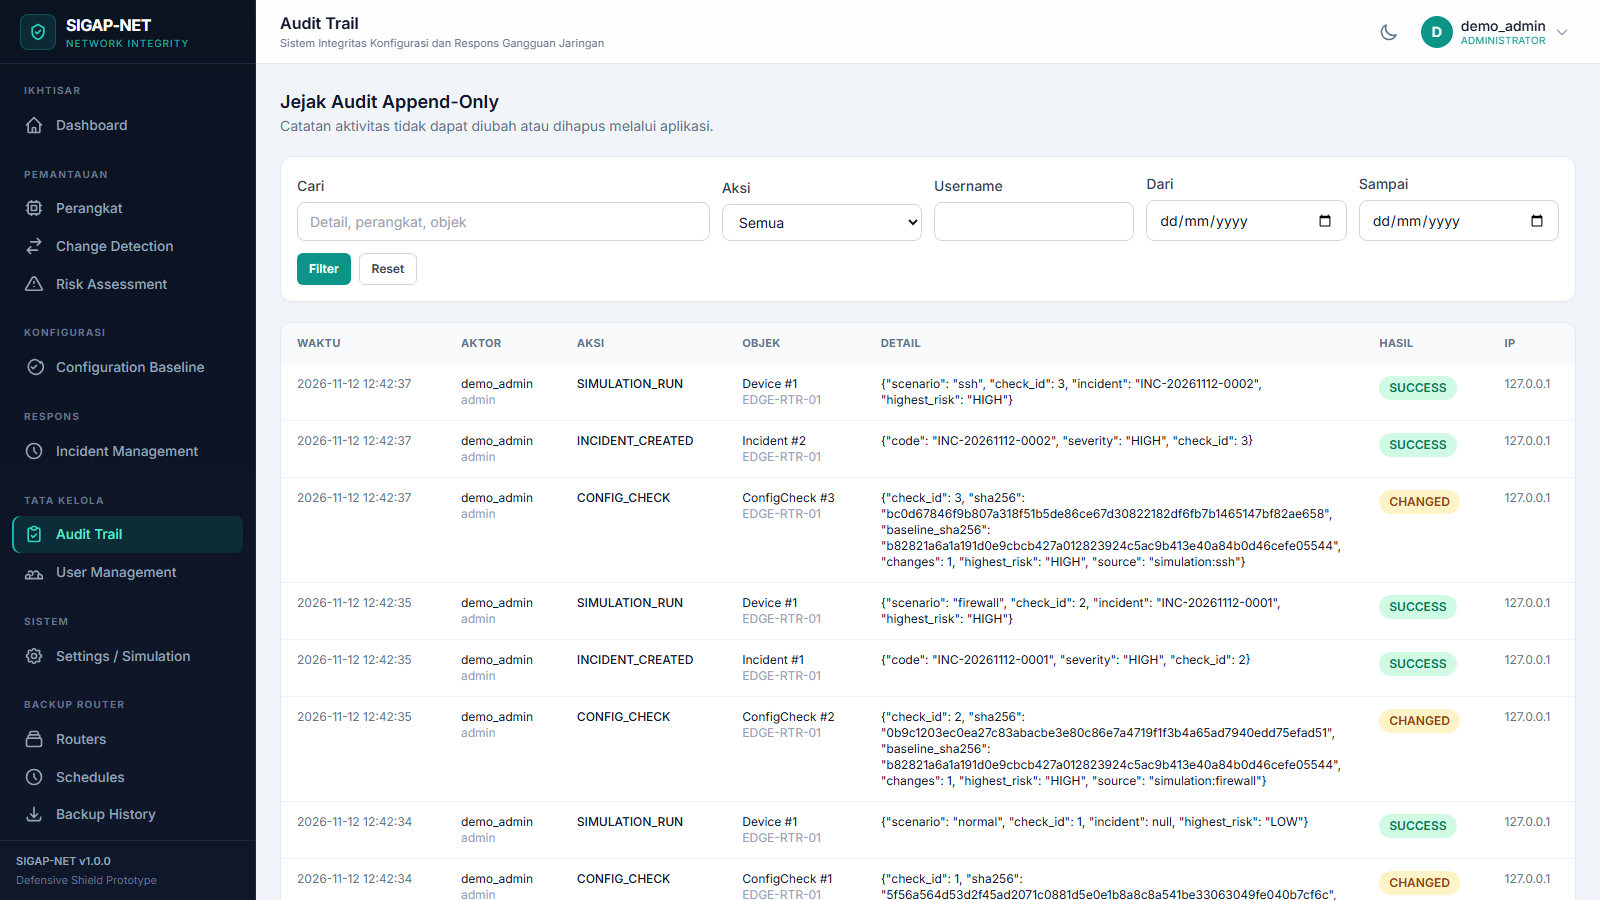 SIGAP-NET
NETWORK INTEGRITY
IKHTISAR
Dashboard
PEMANTAUAN
Perangkat
Change Detection
Risk Assessment
KONFIGURASI
Configuration Baseline
RESPONS
Incident Management
TATA KELOLA
Audit Trail
User Management
SISTEM
Settings / Simulation
BACKUP ROUTER
Routers
Schedules
Backup History
SIGAP-NET v1.0.0
Defensive Shield Prototype
Audit Trail
Sistem Integritas Konfigurasi dan Respons Gangguan Jaringan
D
demo_admin
ADMINISTRATOR
Jejak Audit Append-Only
Catatan aktivitas tidak dapat diubah atau dihapus melalui aplikasi.
Cari
Detail, perangkat, objek
Aksi
Semua
Username
Dari
dd/mm/yyyy
Sampai
dd/mm/yyyy
Filter
Reset
WAKTU AKTOR AKSI OBJEK DETAIL HASIL IP
2026-11-12 12:42:37 demo_admin SIMULATION_RUN Device #1 {"scenario": "ssh", "check_id": 3, "incident": "INC-20261112-0002", SUCCESS 127.0.0.1
admin EDGE-RTR-01 "highest_risk": "HIGH"}
2026-11-12 12:42:37 demo_admin INCIDENT_CREATED Incident #2 {"code": "INC-20261112-0002", "severity": "HIGH", "check_id": 3} SUCCESS 127.0.0.1
admin EDGE-RTR-01
2026-11-12 12:42:37 demo_admin CONFIG_CHECK ConfigCheck #3 {"check_id": 3, "sha256": CHANGED 127.0.0.1
admin EDGE-RTR-01 "bc0d67846f9b807a318f51b5de86ce67d30822182df6fb7b1465147bf82ae658",
"baseline_sha256":
"b82821a6a1a191d0e9cbcb427a012823924c5ac9b413e40a84b0d46cefe05544",
"changes": 1, "highest_risk": "HIGH", "source": "simulation:ssh"}
2026-11-12 12:42:35 demo_admin SIMULATION_RUN Device #1 {"scenario": "firewall", "check_id": 2, "incident": "INC-20261112-0001", SUCCESS 127.0.0.1
admin EDGE-RTR-01 "highest_risk": "HIGH"}
2026-11-12 12:42:35 demo_admin INCIDENT_CREATED Incident #1 {"code": "INC-20261112-0001", "severity": "HIGH", "check_id": 2} SUCCESS 127.0.0.1
admin EDGE-RTR-01
2026-11-12 12:42:35 demo_admin CONFIG_CHECK ConfigCheck #2 {"check_id": 2, "sha256": CHANGED 127.0.0.1
admin EDGE-RTR-01 "0b9c1203ec0ea27c83abacbe3e80c86e7a4719f1f3b4a65ad7940edd75efad51",
"baseline_sha256":
"b82821a6a1a191d0e9cbcb427a012823924c5ac9b413e40a84b0d46cefe05544",
"changes": 1, "highest_risk": "HIGH", "source": "simulation:firewall"}
2026-11-12 12:42:34 demo_admin SIMULATION_RUN Device #1 {"scenario": "normal", "check_id": 1, "incident": null, "highest_risk": "LOW"} SUCCESS 127.0.0.1
admin EDGE-RTR-01
2026-11-12 12:42:34 demo_admin CONFIG_CHECK ConfigCheck #1 {"check_id": 1, "sha256": CHANGED 127.0.0.1
admin EDGE-RTR-01 "5f56a564d53d2f45ad2071c0881d5e0e1b8a8c8a541be33063049fe040b7cf6c",